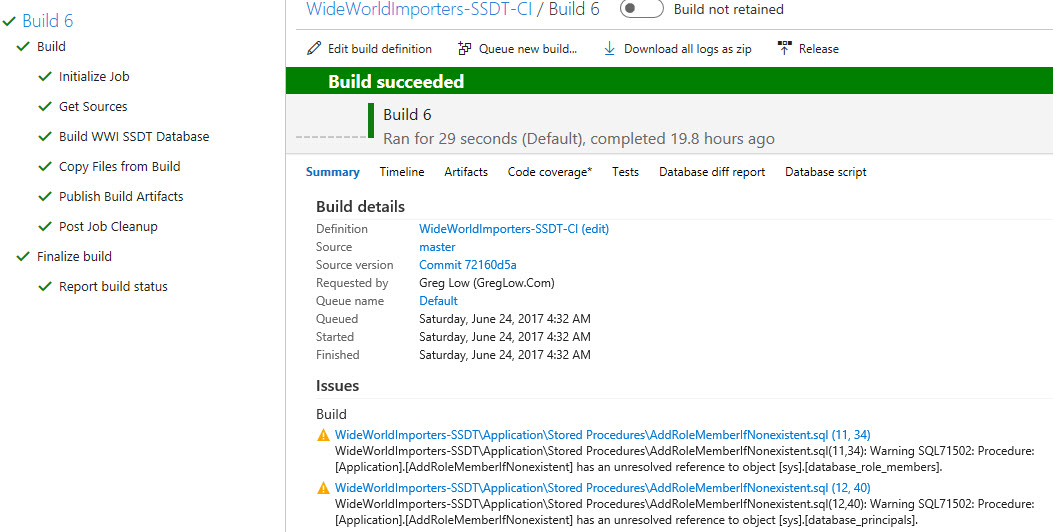 Build 6
Build
Initialize Job
Get Sources
Build WWI SSDT Database
Copy Files from Build
Publish Build Artifacts
Post Job Cleanup
Finalize build
Report build status
WideWorldImporters-SSDT-CI / Build 6 Build not retained
Edit build definition Queue new build... Download all logs as zip Release
Build succeeded
Build 6
Ran for 29 seconds (Default), completed 19.8 hours ago
Summary Timeline Artifacts Code coverage* Tests Database diff report Database script
Build details
Definition WideWorldImporters-SSDT-CI (edit)
Source master
Source version Commit 72160d5a
Requested by Greg Low (GregLow.Com)
Queue name Default
Queued Saturday, June 24, 2017 4:32 AM
Started Saturday, June 24, 2017 4:32 AM
Finished Saturday, June 24, 2017 4:32 AM
Issues
Build
WideWorldImporters-SSDT\Application\Stored Procedures\AddRoleMemberIfNonexistent.sql (11, 34)
WideWorldImporters-SSDT\Application\Stored Procedures\AddRoleMemberIfNonexistent.sql(11,34): Warning SQL71502: Procedure:
[Application].[AddRoleMemberIfNonexistent] has an unresolved reference to object [sys].[database_role_members].
WideWorldImporters-SSDT\Application\Stored Procedures\AddRoleMemberIfNonexistent.sql (12, 40)
WideWorldImporters-SSDT\Application\Stored Procedures\AddRoleMemberIfNonexistent.sql(12,40): Warning SQL71502: Procedure:
[Application].[AddRoleMemberIfNonexistent] has an unresolved reference to object [sys].[database_principals].